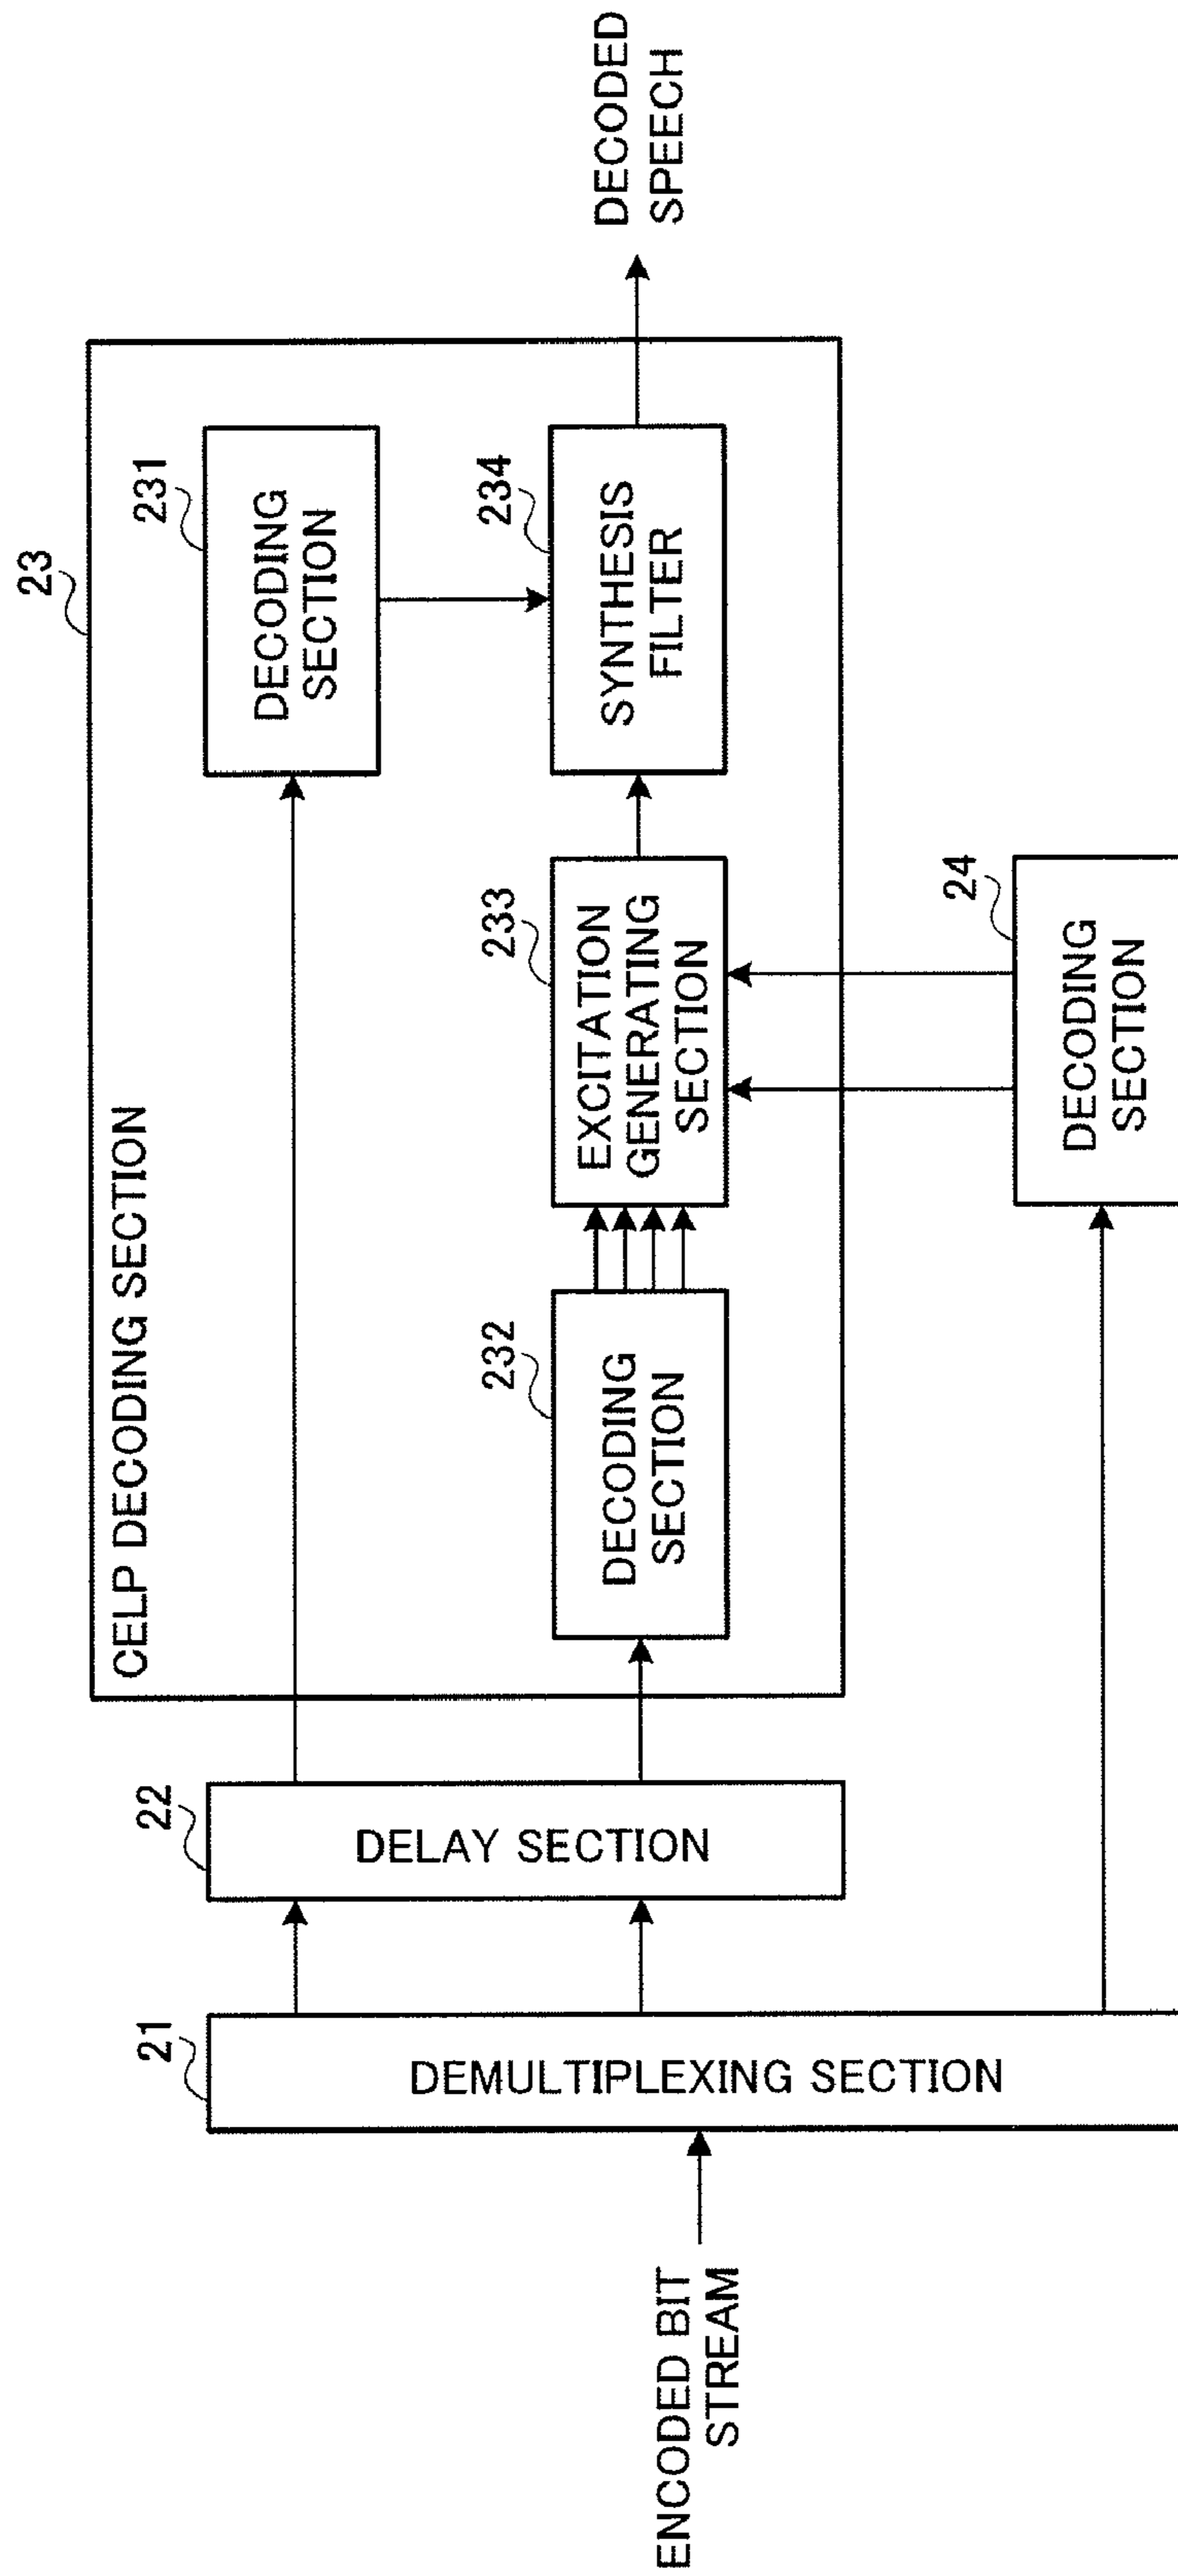 23
CELP DECODING SECTION
231
DECODING
SECTION
22
DELAY SECTION
21
DEMULTIPLEXING SECTION
ENCODED BIT
STREAM
232
DECODING
SECTION
233
EXCITATION
GENERATING
SECTION
234
SYNTHESIS
FILTER
DECODED
SPEECH
24
DECODING
SECTION